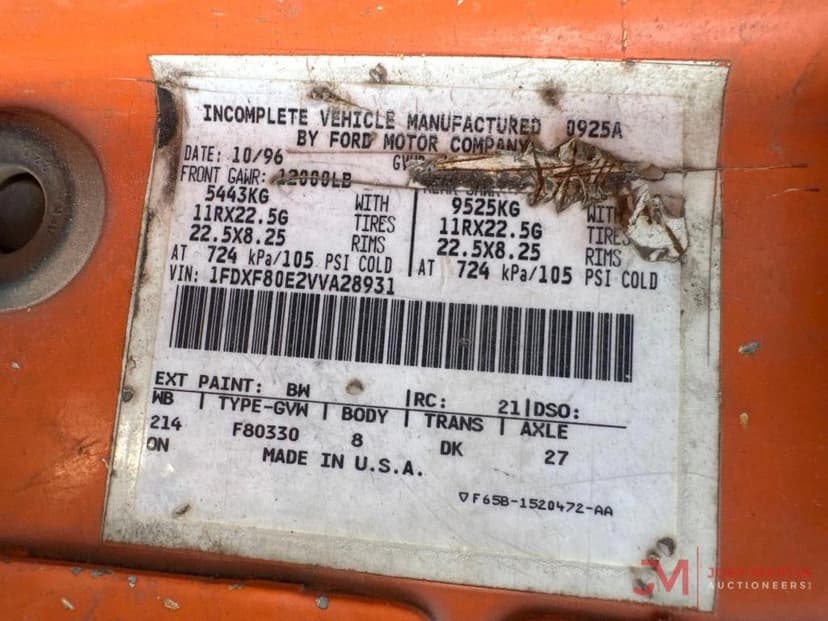 INCOMPLETE VEHICLE MANUFACTURED 0925A
BY FORD MOTOR COMPANY
DATE: 10/96
FRONT GAWR: 12000LB
5443KG WITH 9525KG WITH
11RX22.5G TIRES 11RX22.5G TIRES
22.5X8.25 RIMS 22.5X8.25 RIMS
AT 724 kPa/105 PSI COLD AT 724 kPa/105 PSI COLD
VIN: 1FDXF80E2VVA28931
EXT PAINT: BW RC: 21 DSO:
WB TYPE-GVW BODY TRANS AXLE
214 F80330 8 DK 27
ON
MADE IN U.S.A.
▽F65B-1520472-AA
JM
AUCTIONEERS